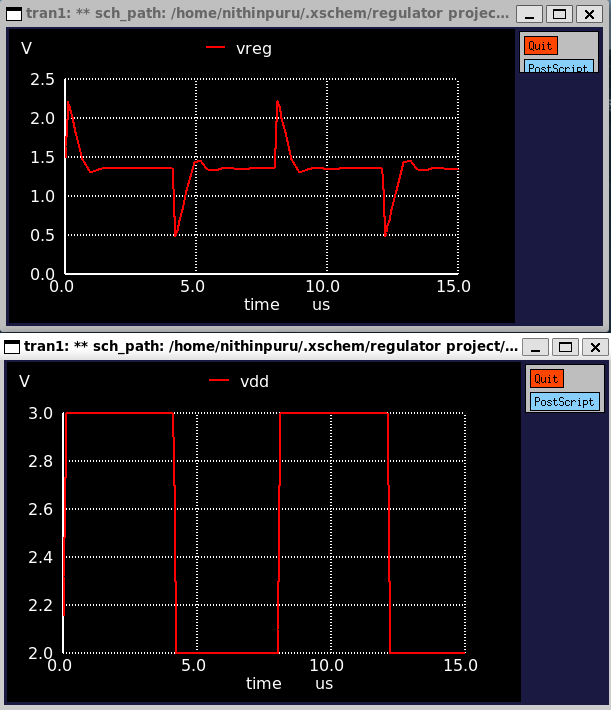 tran1: ** sch_path: /home/nithinpuru/.xschem/regulator projec...
V
vreg
Quit
PostScript
2.5
2.0
1.5
1.0
0.5
0.0
0.0 5.0 10.0 15.0
time us
tran1: ** sch_path: /home/nithinpuru/.xschem/regulator project/...
V
vdd
Quit
PostScript
3.0
2.8
2.6
2.4
2.2
2.0
0.0 5.0 10.0 15.0
time us